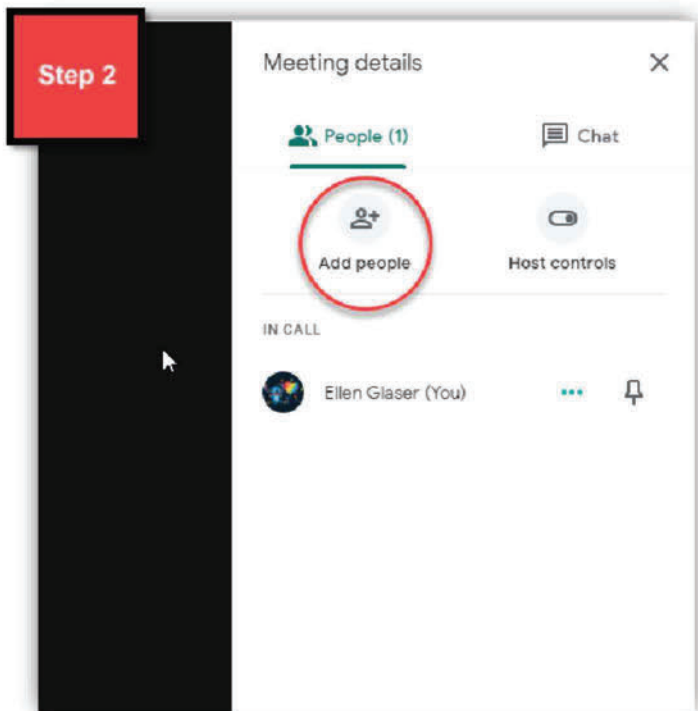 Step 2
Meeting details
People (1)
Chat
Add people
Host controls
IN CALL
Ellen Glaser (You)